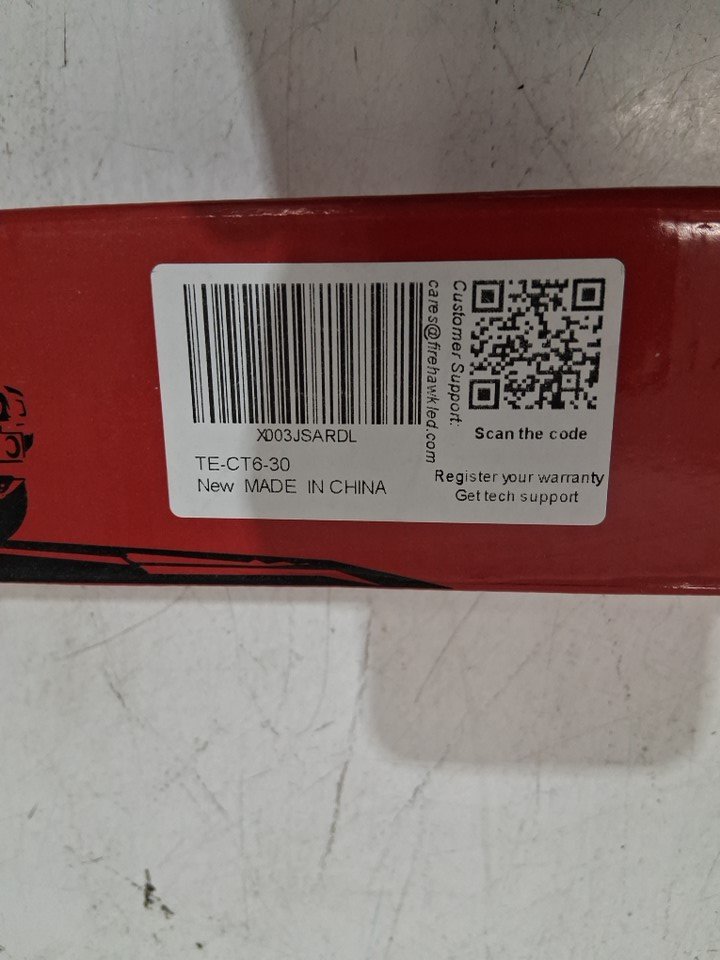 X003JSARDL
TE-CT6-30
New MADE IN CHINA
Customer Support:
cares@firehawkled.com
Scan the code
Register your warranty
Get tech support